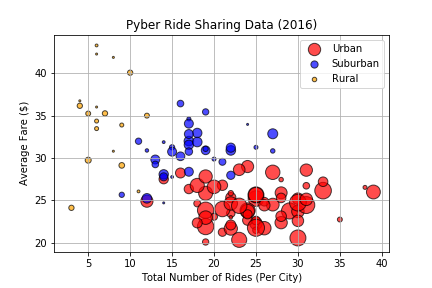 Pyber Ride Sharing Data (2016)
Urban
Suburban
Rural
40
35
30
25
20
Average Fare ($)
5
10
15
20
25
30
35
40
Total Number of Rides (Per City)